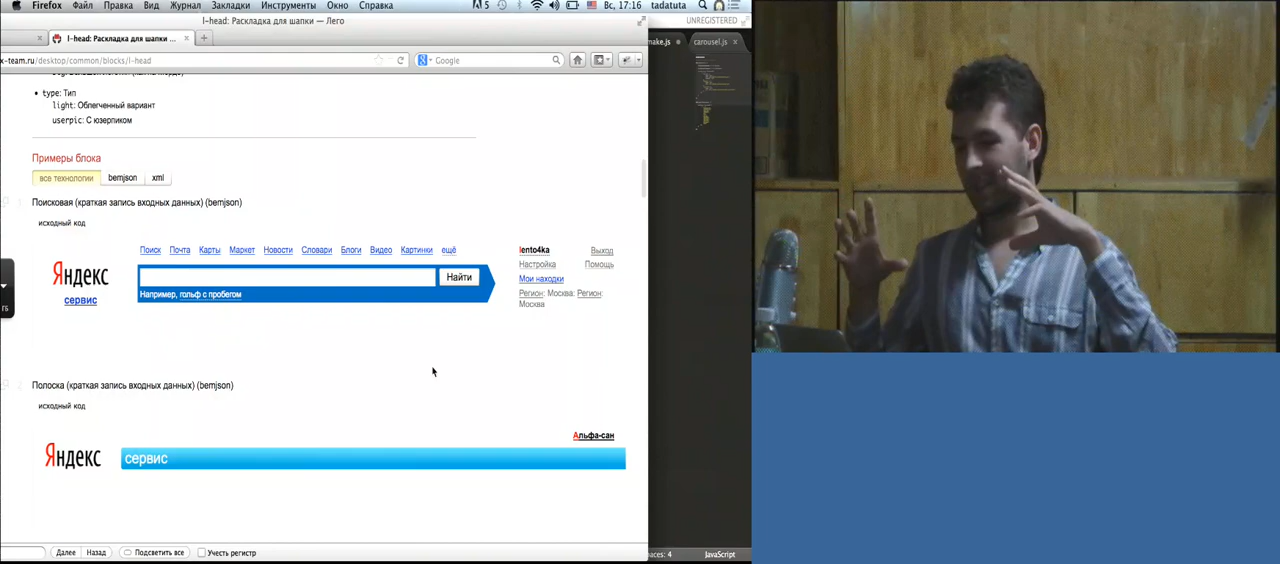 Firefox Файл Правка Вид Журнал Закладки Инструменты Окно Справка 5 Вс, 17:16 tadatuta
l-head: Раскладка для шапки — Лего
UNREGISTERED
l-head: Раскладка для шапки ...
make.js
carousel.js
x-team.ru/desktop/common/blocks/l-head
Google
type: Тип
light: Облегченный вариант
userpic: С юзерпиком
Примеры блока
все технологии bemjson xml
Поисковая (краткая запись входных данных) (bemjson)
исходный код
Поиск Почта Карты Маркет Новости Словари Блоги Видео Картинки ещё
lento4ka Выход
Яндекс
Найти
Настройка Помощь
Мои находки
сервис
Например, гольф с пробегом
Регион: Москва: Регион:
Москва
Полоска (краткая запись входных данных) (bemjson)
исходный код
Альфа-сан
Яндекс
сервис
Далее Назад Подсветить все Учесть регистр
paces: 4 JavaScript